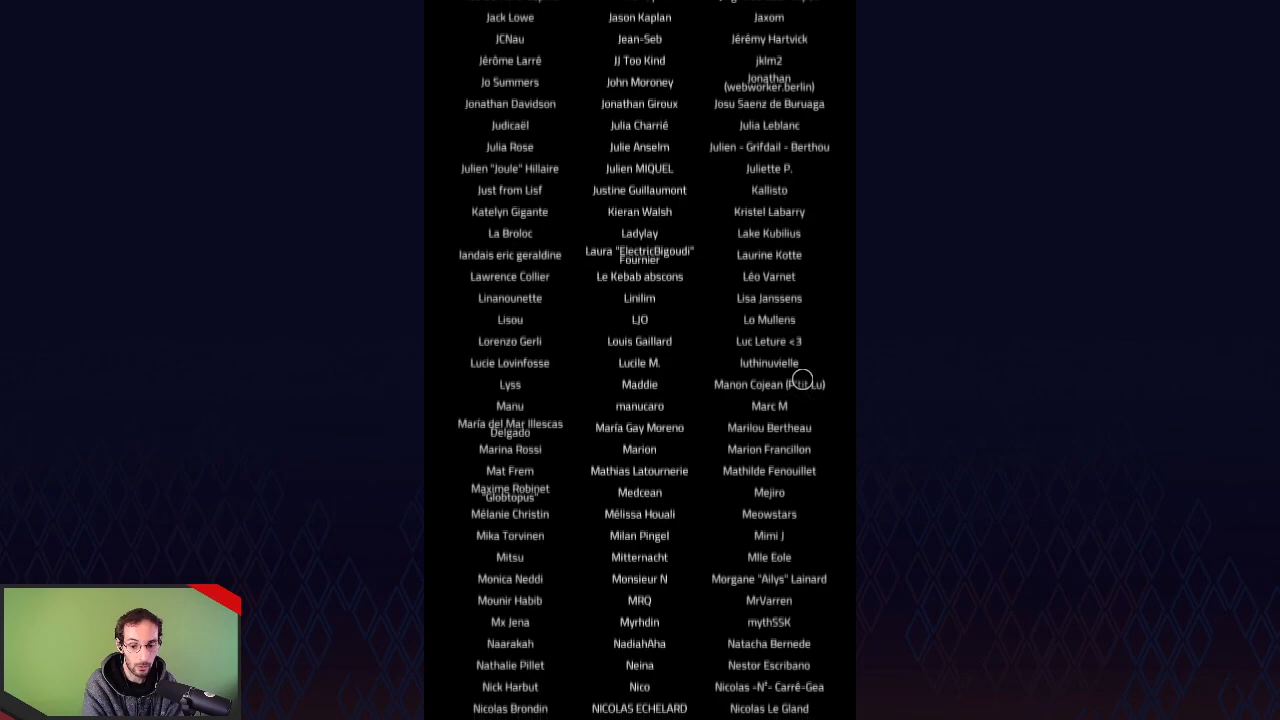 Jack Lowe Jason Kaplan Jaxom
JCNau Jean-Seb Jérémy Hartvick
Jérôme Larré JJ Too Kind jklm2
Jo Summers John Moroney Jonathan
(webworker.berlin)
Jonathan Davidson Jonathan Giroux Josu Saenz de Buruaga
Judicaël Julia Charrié Julia Leblanc
Julia Rose Julie Anselm Julien = Grifdail = Berthou
Julien "Joule" Hillaire Julien MIQUEL Juliette P.
Just from Lisf Justine Guillaumont Kallisto
Katelyn Gigante Kieran Walsh Kristel Labarry
La Broloc Ladylay Lake Kubilius
landais eric geraldine Laura "ElectricBigoudi" Laurine Kotte
Fournier
Lawrence Collier Le Kebab abscons Léo Varnet
Linanounette Linilim Lisa Janssens
Lisou LJO Lo Mullens
Lorenzo Gerli Louis Gaillard Luc Leture <3
Lucie Lovinfosse Lucile M. luthinuvielle
Lyss Maddie Manon Cojean (P'tit Lu)
Manu manucaro Marc M
María del Mar Illescas María Gay Moreno Marilou Bertheau
Delgado
Marina Rossi Marion Marion Francillon
Mat Frem Mathias Latournerie Mathilde Fenouillet
Maxime Robinet Medcean Mejiro
"Globtopus"
Mélanie Christin Mélissa Houali Meowstars
Mika Torvinen Milan Pingel Mimi J
Mitsu Mitternacht Mlle Eole
Monica Neddi Monsieur N Morgane "Ailys" Lainard
Mounir Habib MRQ MrVarren
Mx Jena Myrhdin mythSSK
Naarakah NadiahAha Natacha Bernede
Nathalie Pillet Neina Nestor Escribano
Nick Harbut Nico Nicolas -N²- Carré-Gea
Nicolas Brondin NICOLAS ECHELARD Nicolas Le Gland